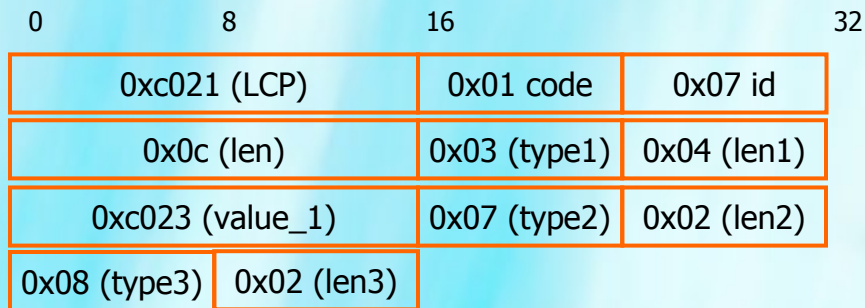 0 8 16 32
0xc021 (LCP) 0x01 code 0x07 id
0x0c (len) 0x03 (type1) 0x04 (len1)
0xc023 (value_1) 0x07 (type2) 0x02 (len2)
0x08 (type3) 0x02 (len3)